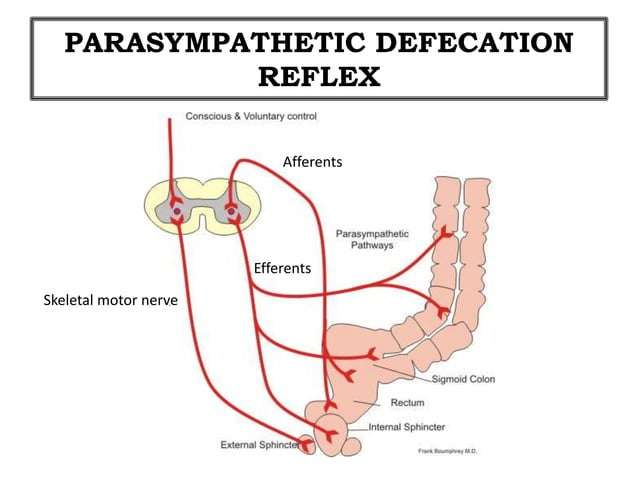 PARASYMPATHETIC DEFECATION
REFLEX
Conscious & Voluntary control
Afferents
Parasympathetic
Pathways
Efferents
Skeletal motor nerve
Sigmoid Colon
Rectum
Internal Sphincter
External Sphincter
Frank Boumphrey M.D.